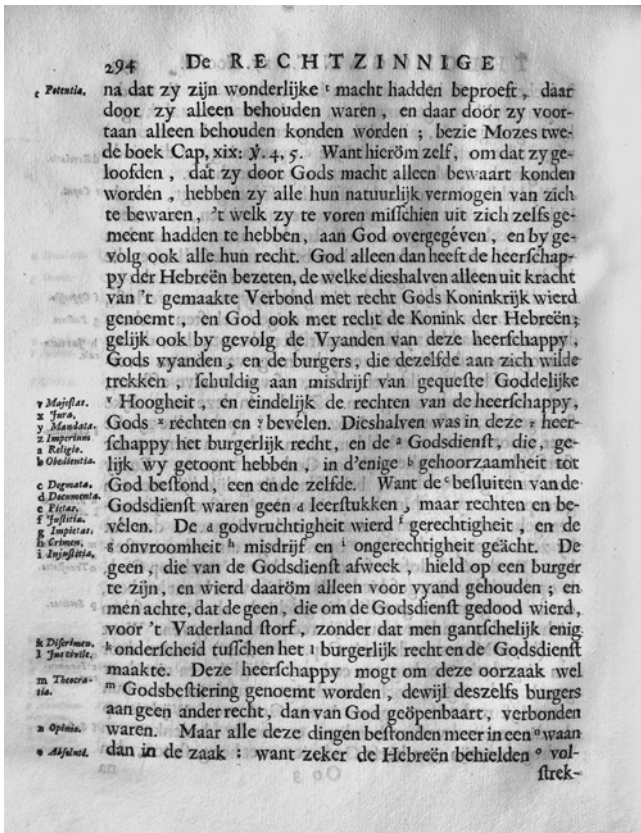 294 De RECHTZINNIGE
t Potentia. na dat zy zijn wonderlijke ᵗ macht hadden beproeft, daar
door zy alleen behouden waren, en daar door zy voor-
taan alleen behouden konden worden ; bezie Mozes twe-
de boek Cap, xix: ℣. 4, 5. Want hieröm zelf, om dat zy ge-
loofden, dat zy door Gods macht alleen bewaart konden
worden, hebben zy alle hun natuurlijk vermogen van zich
te bewaren, 't welk zy te voren miſſchien uit zich zelfs ge-
meent hadden te hebben, aan God overgegéven, en by ge-
volg ook alle hun recht. God alleen dan heeft de heerſchap-
py der Hebreën bezeten, de welke dieshalven alleen uit kracht
van 't gemaakte Verbond met recht Gods Koninkrijk wierd
genoemt, en God ook met recht de Konink der Hebreën;
gelijk ook by gevolg de Vyanden van deze heerſchappy,
Gods vyanden, en de burgers, die dezelfde aan zich wilde
trekken, ſchuldig aan misdrijf van gequeſte Goddelijke
v Majeſtas. ᵛ Hoogheit, en eindelijk de rechten van de heerſchappy,
x Jura. Gods ˣ rechten en ʸ bevélen. Dieshalven was in deze ᶻ heer-
y Mandata.
z Imperium ſchappy het burgerlijk recht, en de ᵃ Godsdienſt, die, ge-
a Religio.
b Obedientia. lijk wy getoont hebben, in d'enige ᵇ gehoorzaamheit tot
c Dogmata. God beſtond, een en de zelfde. Want de ᶜ beſluiten van de
d Documenta. Godsdienſt waren geen ᵈ leerſtukken, maar rechten en be-
e Pietas.
f Juſtitia. vélen. De ᵈ godvruchtigheit wierd ᶠ gerechtigheit, en de
g Impietas.
h Crimen. ᵍ onvroomheit ʰ misdrijf en ⁱ ongerechtigheit geächt. De
i Injuſtitia. geen, die van de Godsdienſt afweek, hield op een burger
te zijn, en wierd daaröm alleen voor vyand gehouden ; en
men achte, dat de geen, die om de Godsdienſt gedood wierd,
voor 't Vaderland ſtorf, zonder dat men gantſchelijk enig
k Diſcrimen. ᵏ onderſcheid tuſſchen het ˡ burgerlijk recht en de Godsdienſt
l Jus civile.
maakte. Deze heerſchappy mogt om deze oorzaak wel
m Theocra-
tia. ᵐ Godsbeſtiering genoemt worden, dewijl deszelfs burgers
aan geen ander recht, dan van God geöpenbaart, verbonden
n Opinio. waren. Maar alle deze dingen beſtonden meer in een ⁿ waan
o Abſoluté. dan in de zaak : want zeker de Hebreën behielden ᵒ vol-
ſtrek-